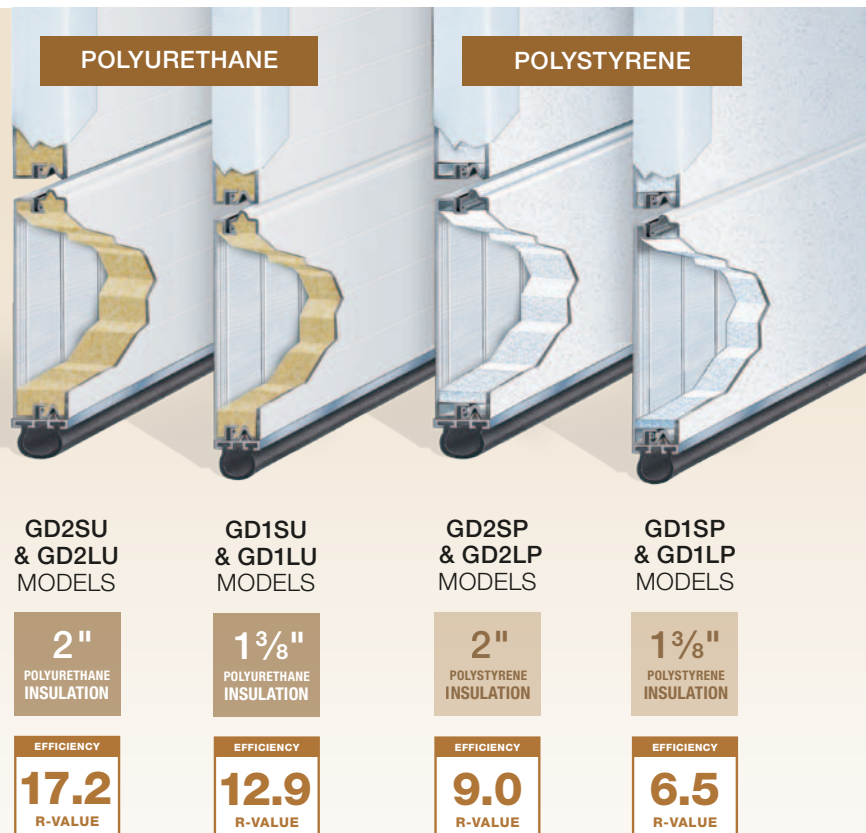 POLYURETHANE
POLYSTYRENE
GD2SU
& GD2LU
MODELS
2"
POLYURETHANE
INSULATION
EFFICIENCY
17.2
R-VALUE
GD1SU
& GD1LU
MODELS
1⅜"
POLYURETHANE
INSULATION
EFFICIENCY
12.9
R-VALUE
GD2SP
& GD2LP
MODELS
2"
POLYSTYRENE
INSULATION
EFFICIENCY
9.0
R-VALUE
GD1SP
& GD1LP
MODELS
1⅜"
POLYSTYRENE
INSULATION
EFFICIENCY
6.5
R-VALUE